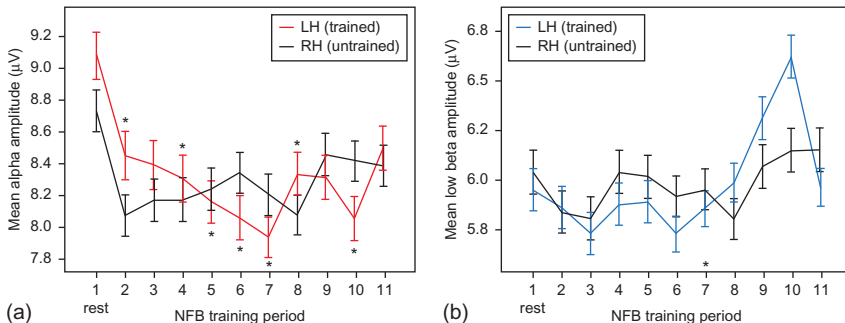 LH (trained)
RH (untrained)
Mean alpha amplitude (μV)
9.2
9.0
8.8
8.6
8.4
8.2
8.0
7.8
* * * * * * *
1 2 3 4 5 6 7 8 9 10 11
rest
NFB training period
(a)
LH (trained)
RH (untrained)
Mean low beta amplitude (μV)
6.8
6.5
6.2
6.0
5.8
*
1 2 3 4 5 6 7 8 9 10 11
rest
NFB training period
(b)